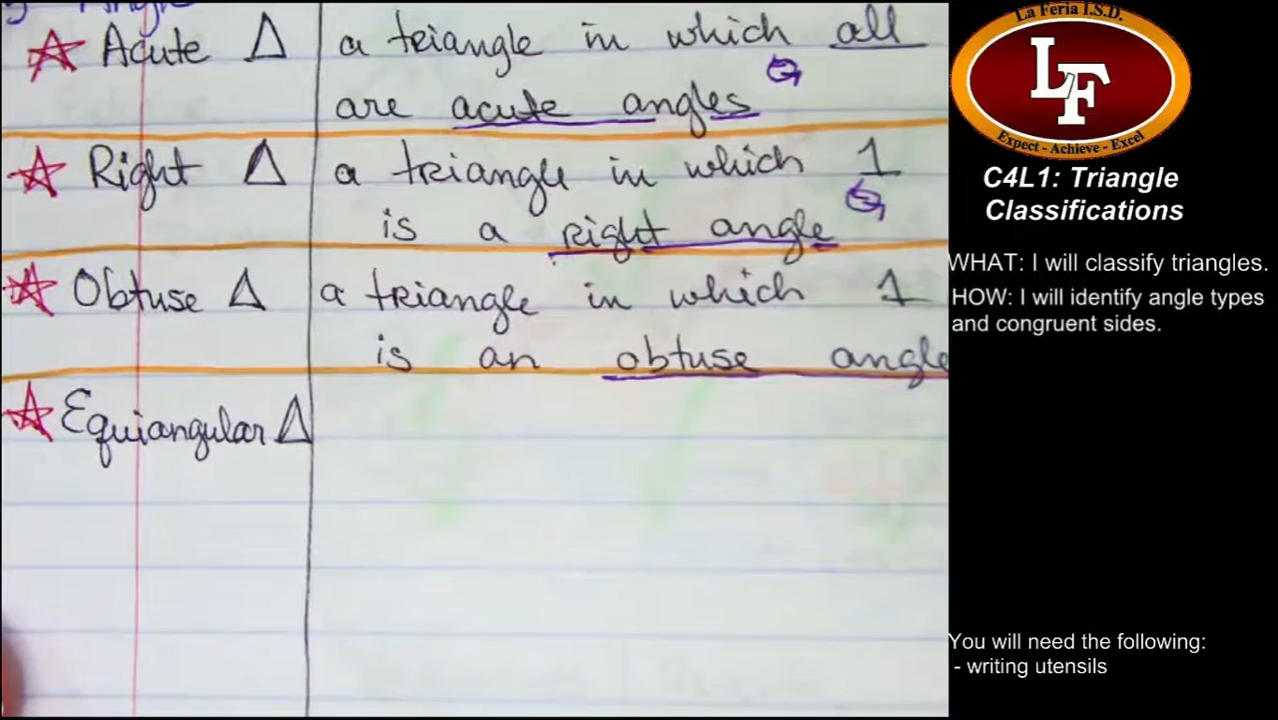 Acute △ a triangle in which all
are acute angles
Right △ a triangle in which 1
is a right angle
Obtuse △ a triangle in which 1
is an obtuse angle
Equiangular △
La Feria I.S.D.
LF
Expect - Achieve - Excel
C4L1: Triangle
Classifications
WHAT: I will classify triangles.
HOW: I will identify angle types
and congruent sides.
You will need the following:
- writing utensils